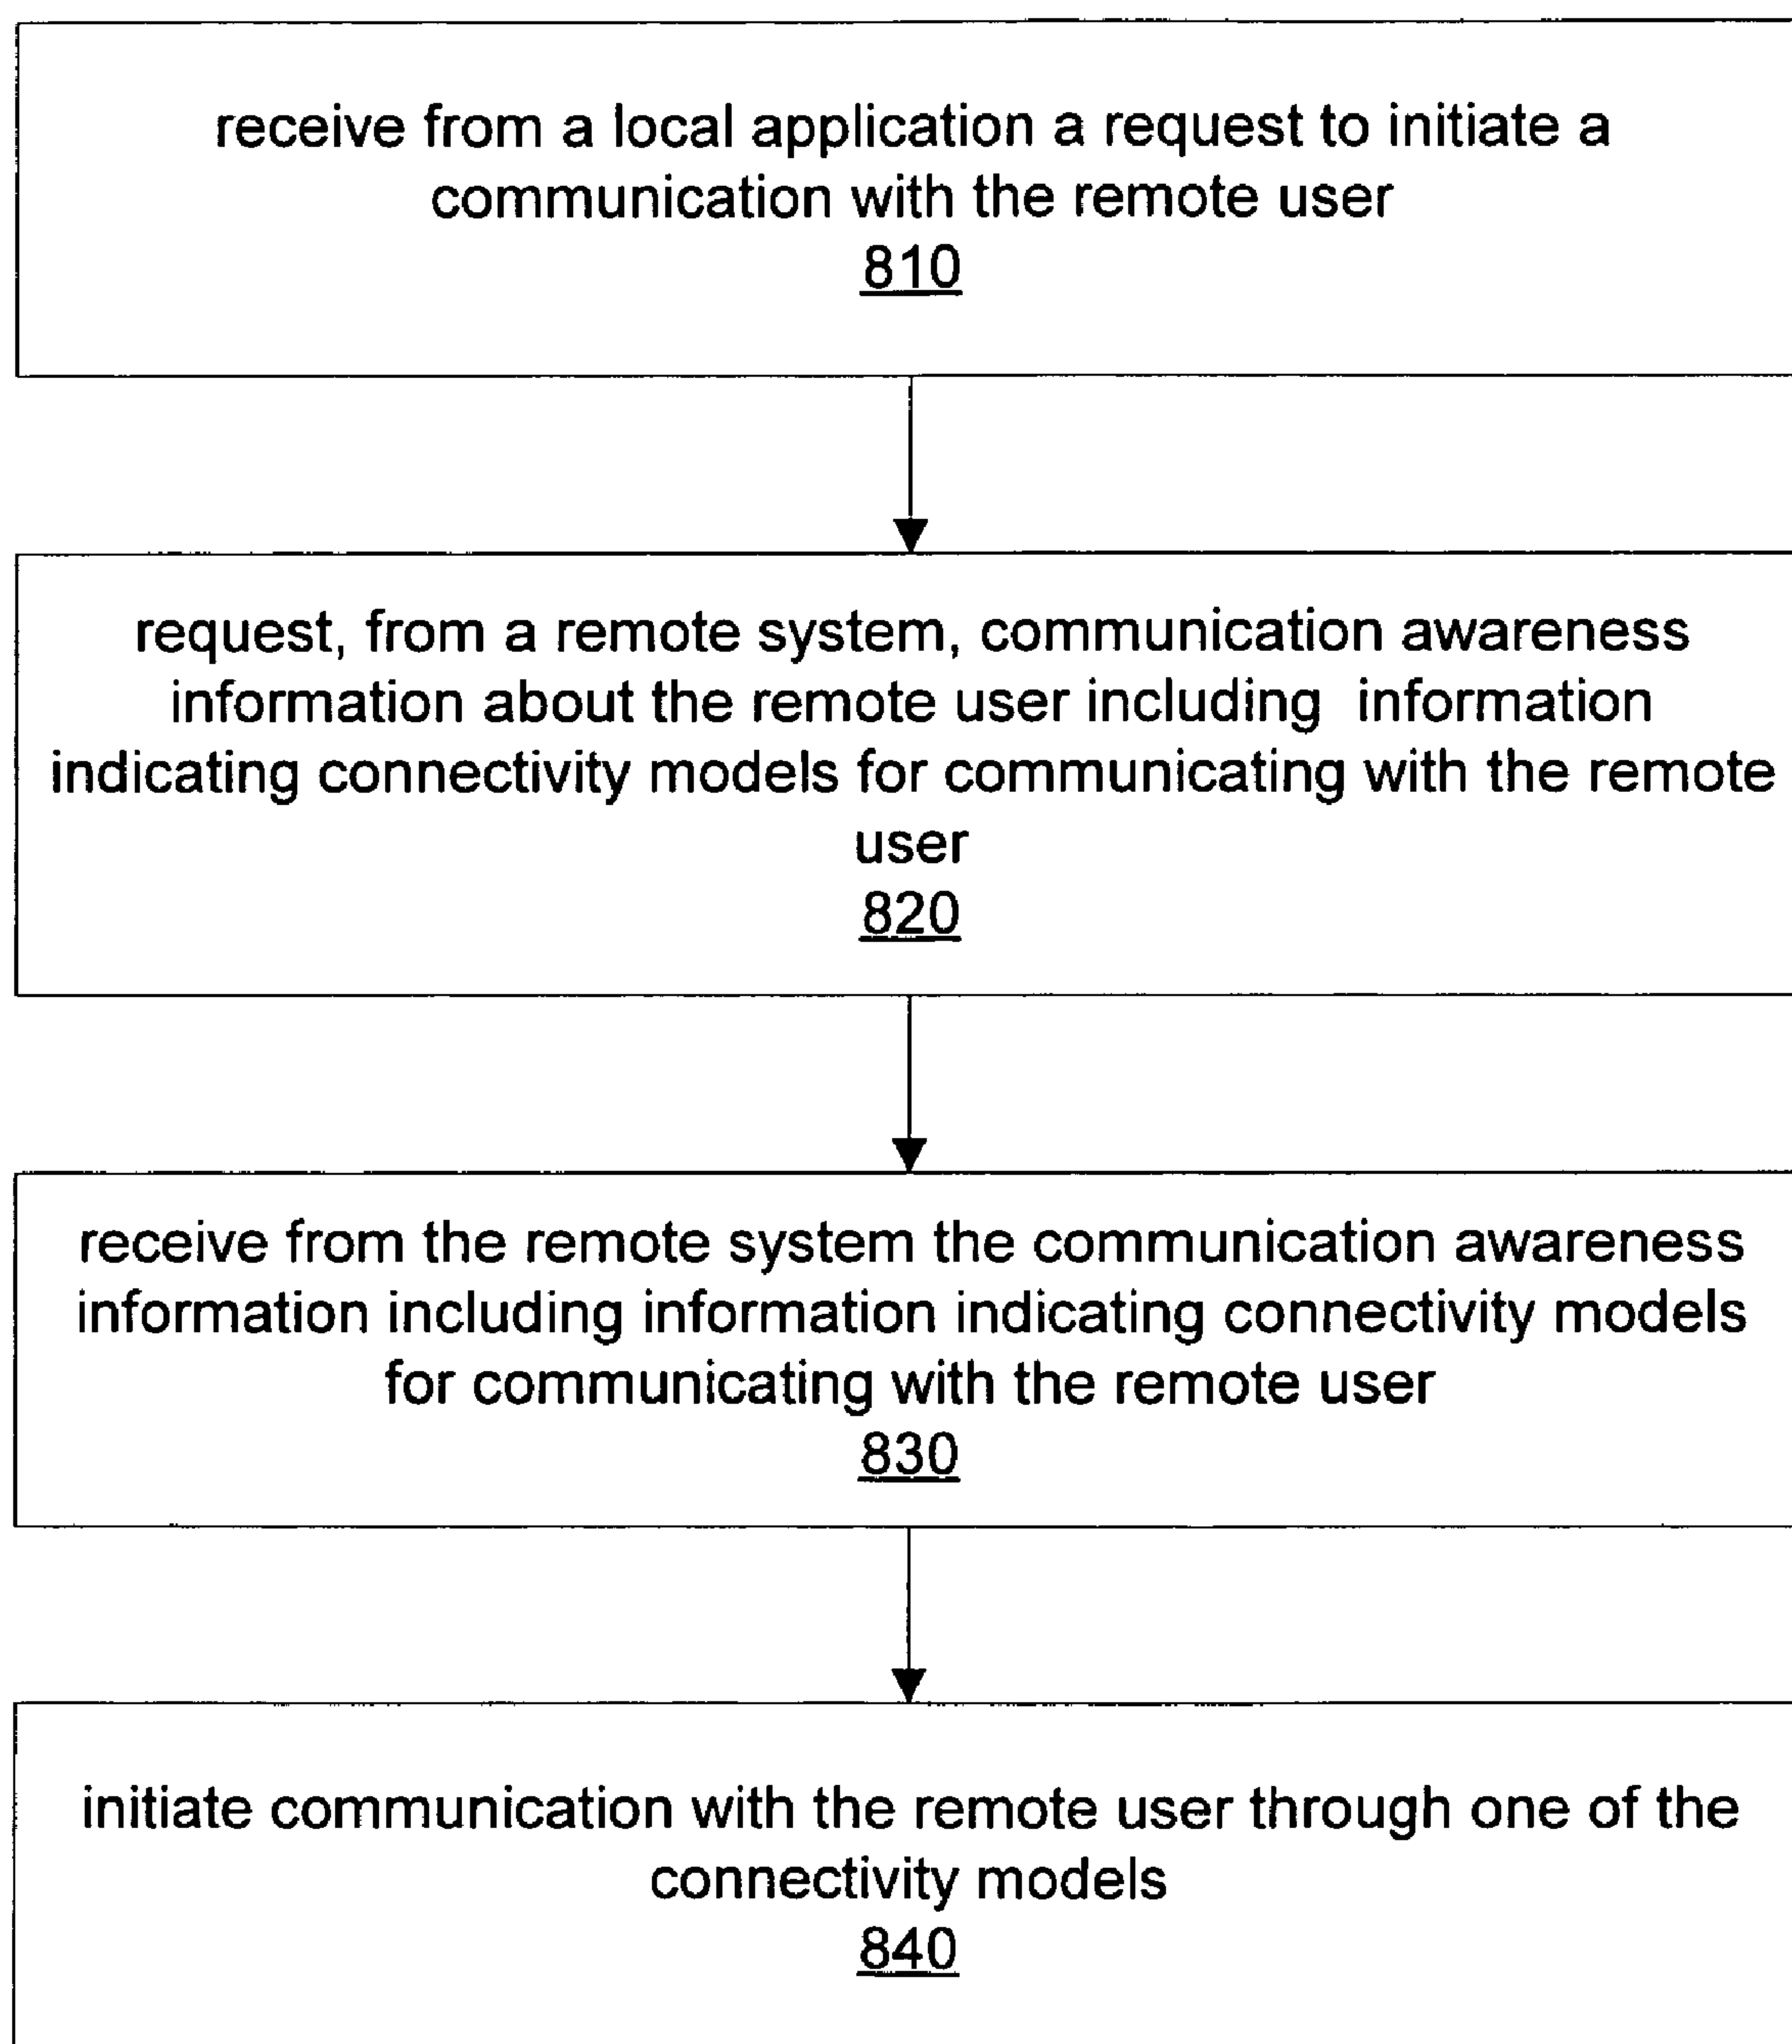 receive from a local application a request to initiate a
communication with the remote user
810
request, from a remote system, communication awareness
information about the remote user including  information
indicating connectivity models for communicating with the remote
user
820
receive from the remote system the communication awareness
information including information indicating connectivity models
for communicating with the remote user
830
initiate communication with the remote user through one of the
connectivity models
840